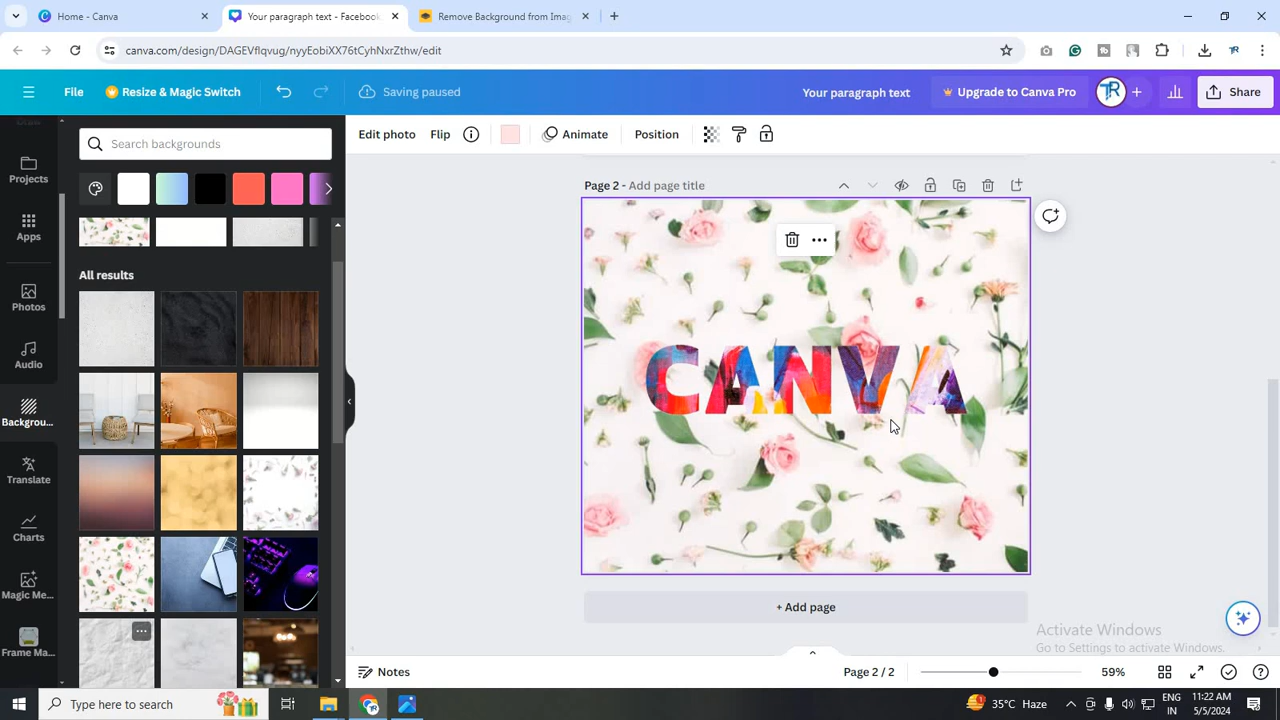 Home - Canva
Your paragraph text - Facebook
Remove Background from Imag
canva.com/design/DAGEVflqvug/nyyEobiXX76tCyhNxrZthw/edit
File
Resize & Magic Switch
Saving paused
Your paragraph text
Upgrade to Canva Pro
TR
Share
Search backgrounds
Edit photo
Flip
Animate
Position
Projects
Apps
Photos
Audio
Backgrou...
Translate
Charts
Magic Me...
Frame Ma...
All results
Page 2 - Add page title
CANVA
+ Add page
Activate Windows
Go to Settings to activate Windows.
Notes
Page 2 / 2
59%
Type here to search
35°C Haze
ENG
IN
11:22 AM
5/5/2024